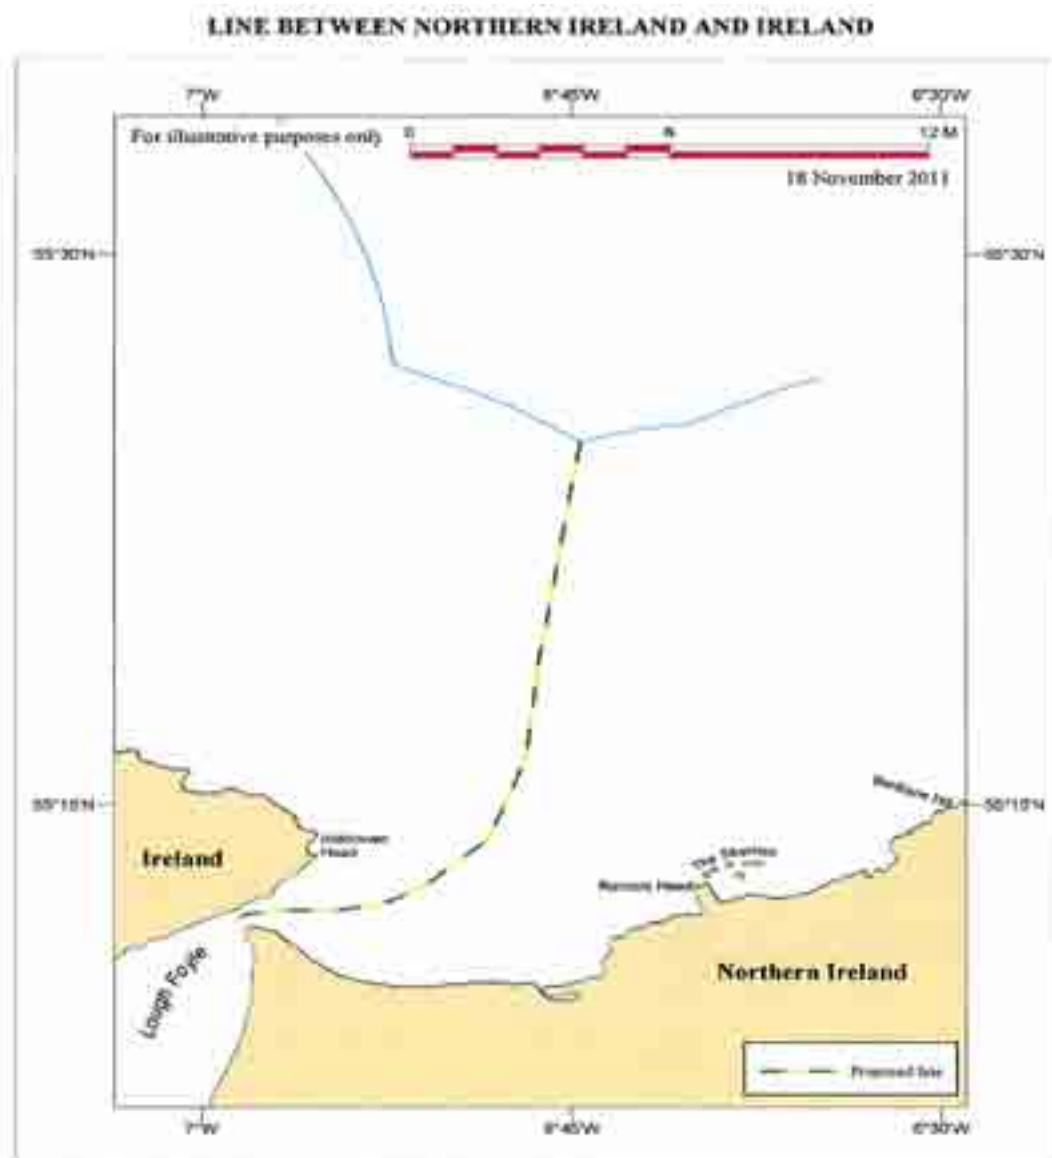 LINE BETWEEN NORTHERN IRELAND AND IRELAND
7°W 6°45'W 6°30'W
For illustrative purposes only
0 6 12 M
18 November 2011
55°30'N 55°30'N
55°15'N 55°15'N
Inishowen
Head
Ireland
The Skerries
Ramore Head
Lough Foyle
Northern Ireland
Proposed line
7°W 6°45'W 6°30'W